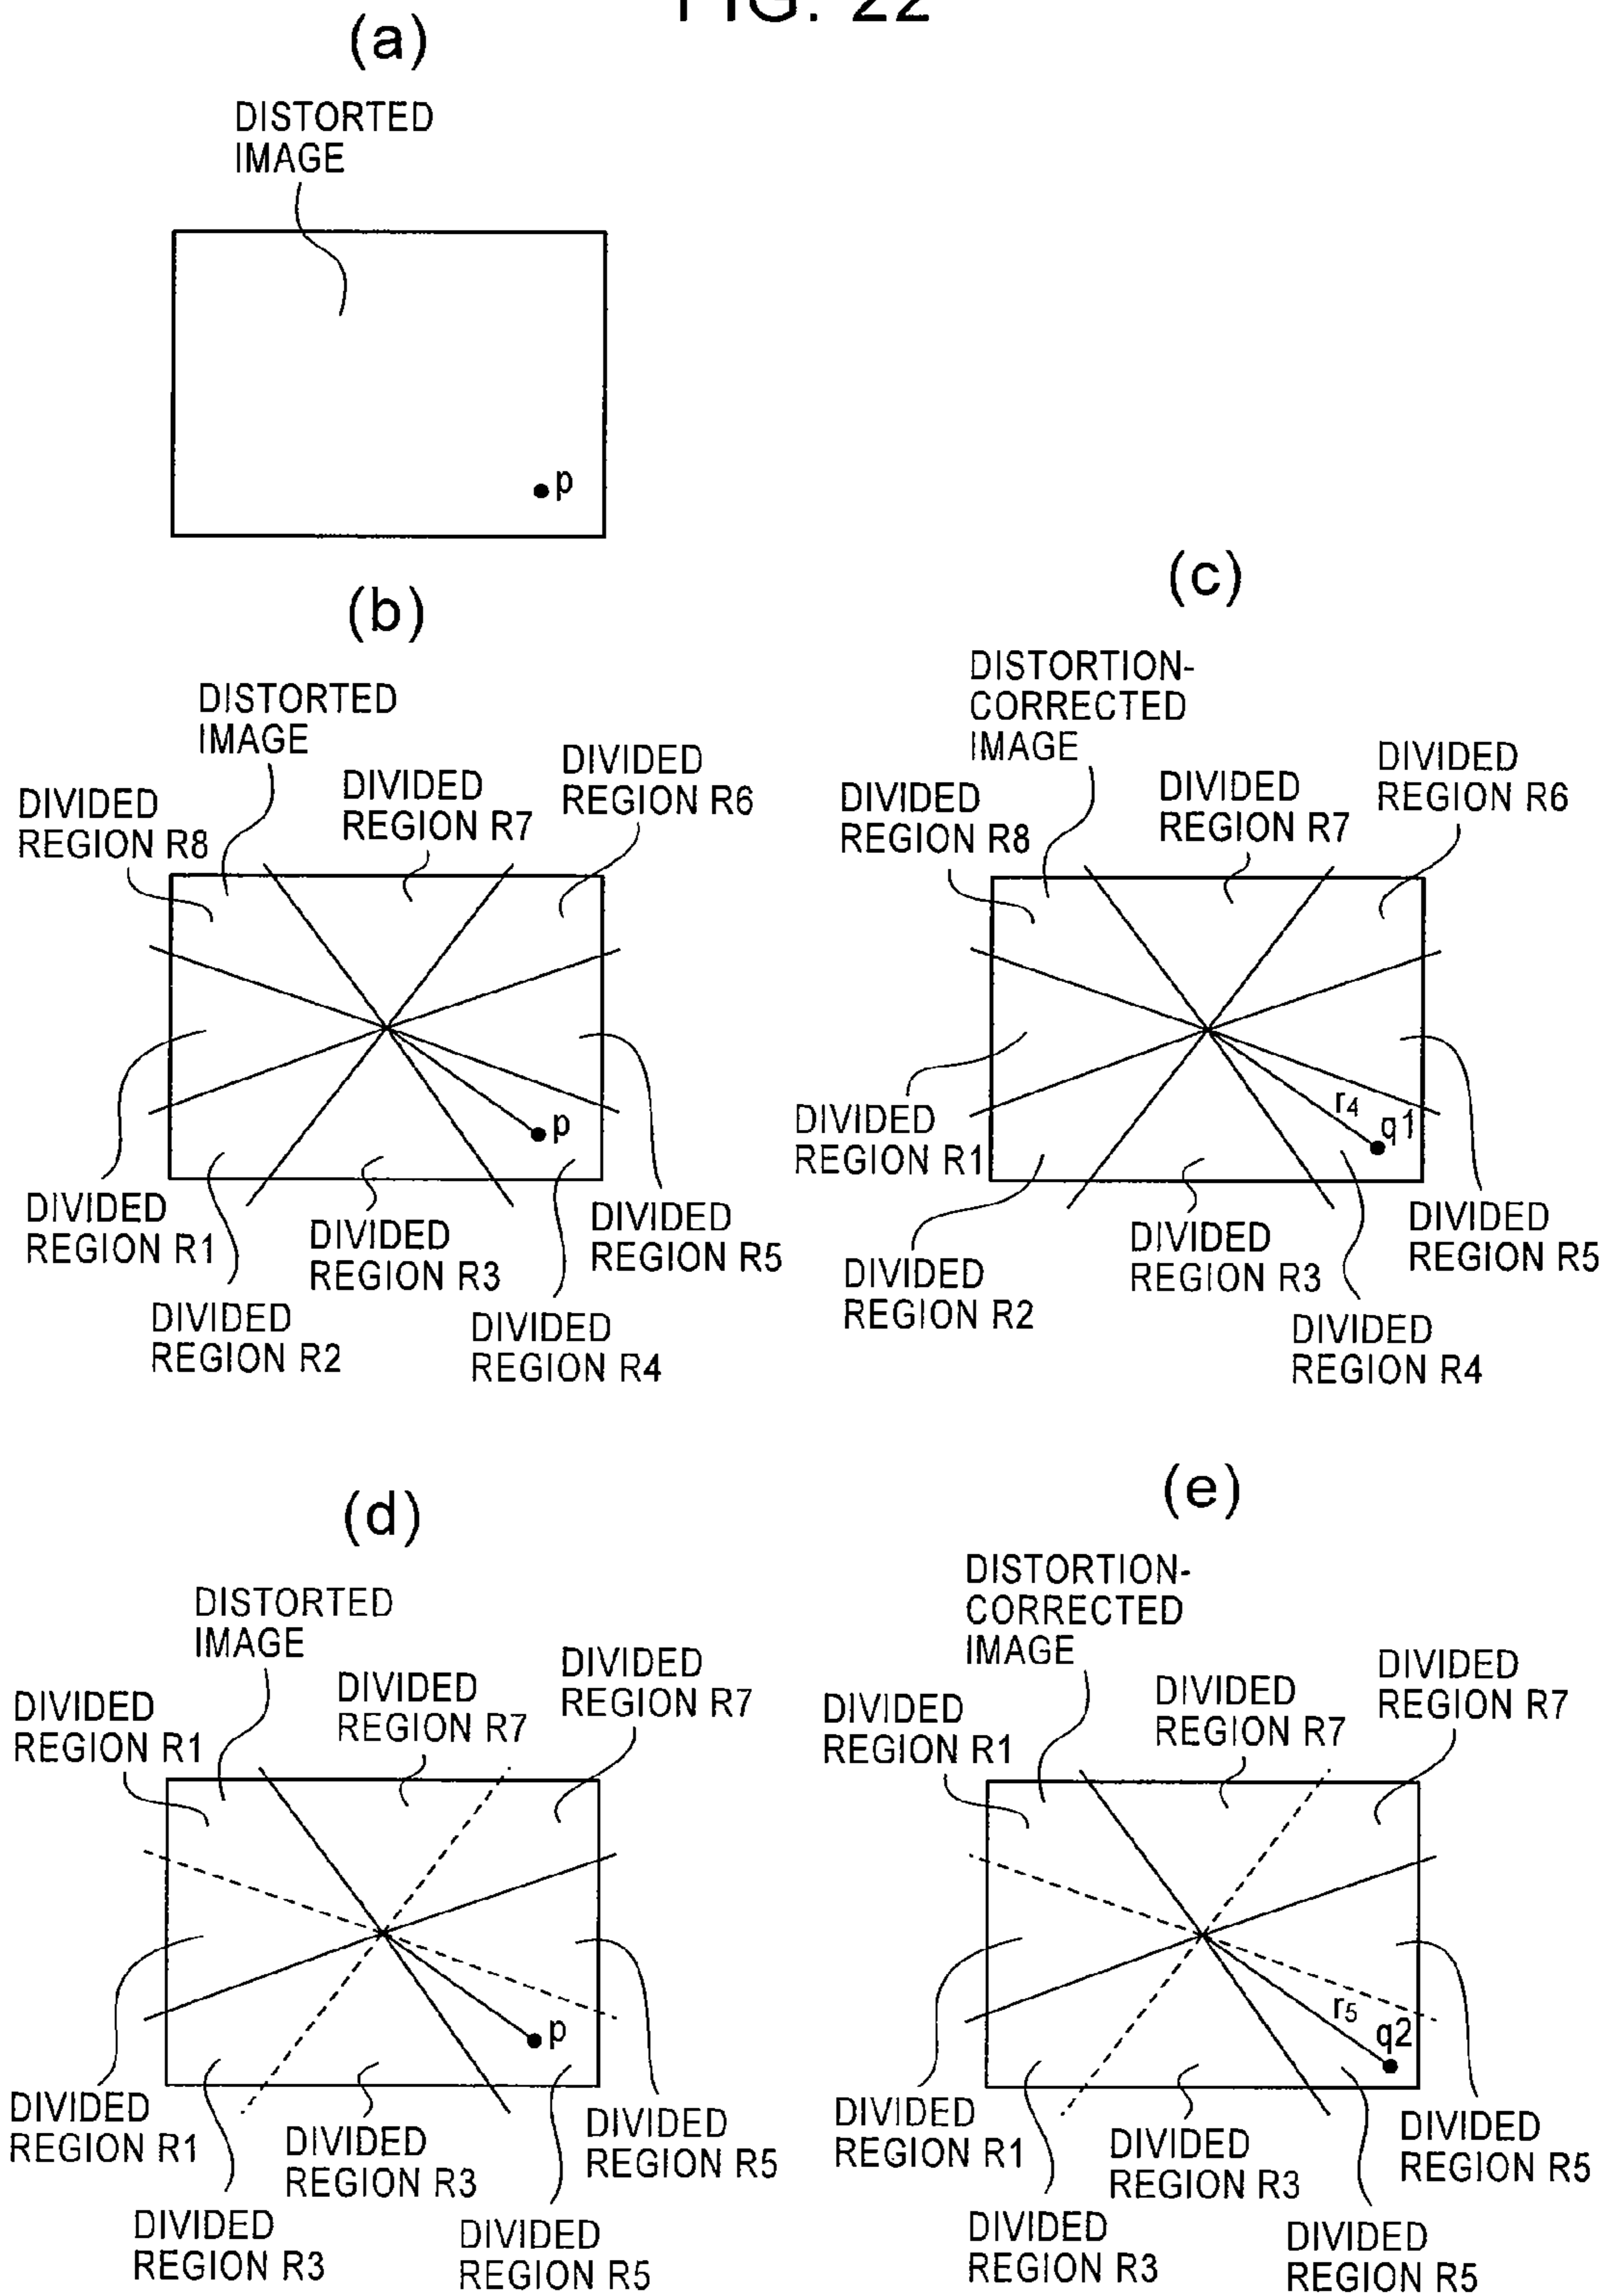 FIG. 22
(a)
DISTORTED
IMAGE
p
(b)
DISTORTED
IMAGE
DIVIDED
REGION R8
DIVIDED
REGION R7
DIVIDED
REGION R6
p
DIVIDED
REGION R1
DIVIDED
REGION R2
DIVIDED
REGION R3
DIVIDED
REGION R4
DIVIDED
REGION R5
(c)
DISTORTION-
CORRECTED
IMAGE
DIVIDED
REGION R8
DIVIDED
REGION R7
DIVIDED
REGION R6
r4
q1
DIVIDED
REGION R1
DIVIDED
REGION R2
DIVIDED
REGION R3
DIVIDED
REGION R4
DIVIDED
REGION R5
(d)
DISTORTED
IMAGE
DIVIDED
REGION R1
DIVIDED
REGION R7
DIVIDED
REGION R7
p
DIVIDED
REGION R1
DIVIDED
REGION R3
DIVIDED
REGION R3
DIVIDED
REGION R5
DIVIDED
REGION R5
(e)
DISTORTION-
CORRECTED
IMAGE
DIVIDED
REGION R1
DIVIDED
REGION R7
DIVIDED
REGION R7
r5
q2
DIVIDED
REGION R1
DIVIDED
REGION R3
DIVIDED
REGION R3
DIVIDED
REGION R5
DIVIDED
REGION R5